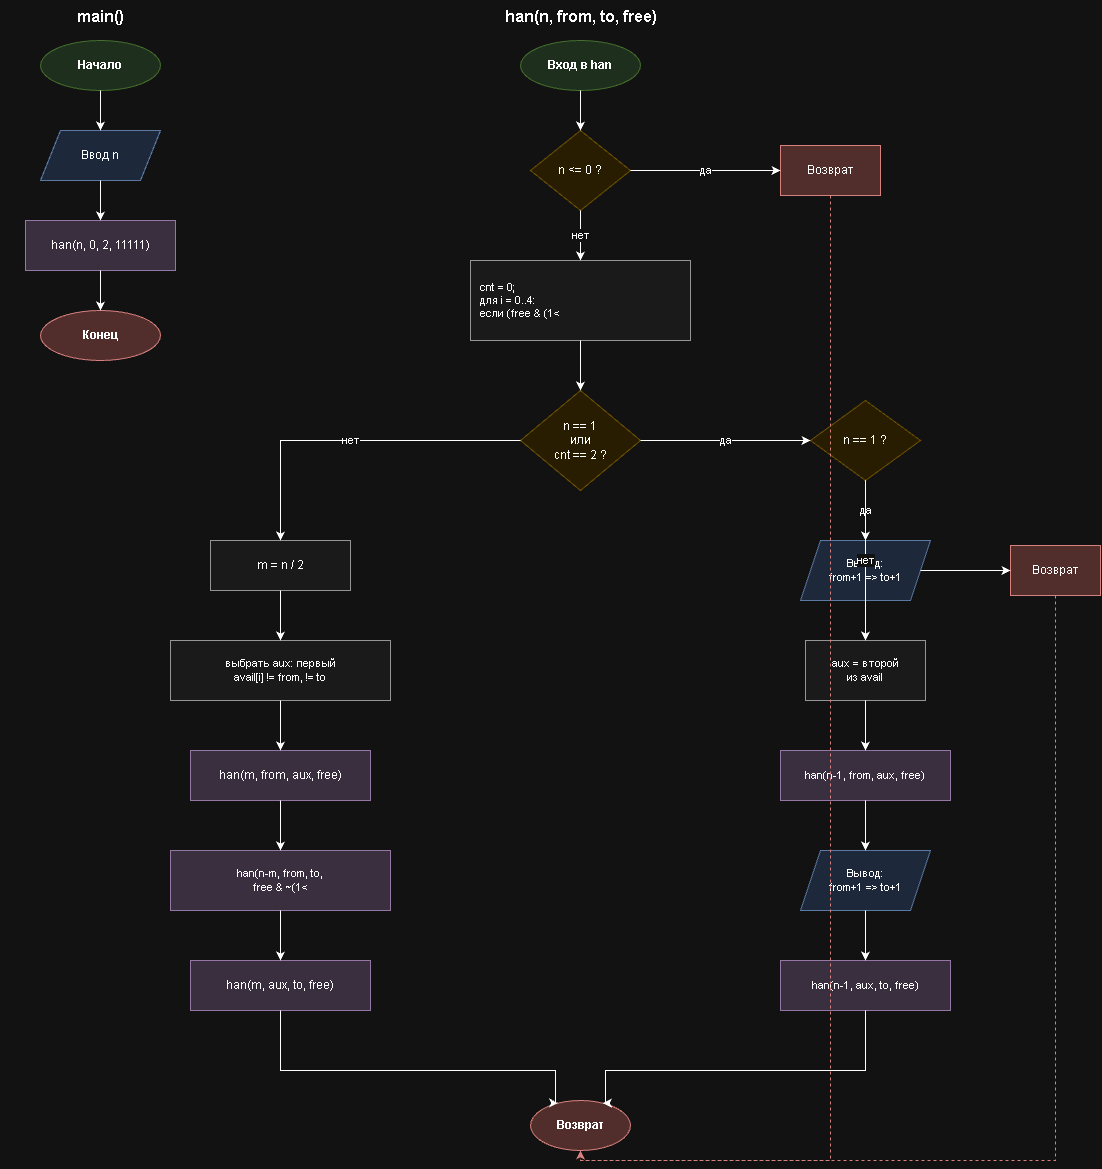 main()
han(n, from, to, free)
Начало
Вход в han
Ввод n
n <= 0 ?
да
Возврат
нет
han(n, 0, 2, 11111)
cnt = 0;
для i = 0..4:
если (free & (1<
Конец
n == 1
или
cnt == 2 ?
нет
да
n == 1 ?
да
m = n / 2
нет
from+1 => to+1
Возврат
выбрать aux: первый
avail[i] != from, != to
aux = второй
из avail
han(m, from, aux, free)
han(n-1, from, aux, free)
han(n-m, from, to,
free & ~(1<
Вывод:
from+1 => to+1
han(m, aux, to, free)
han(n-1, aux, to, free)
Возврат